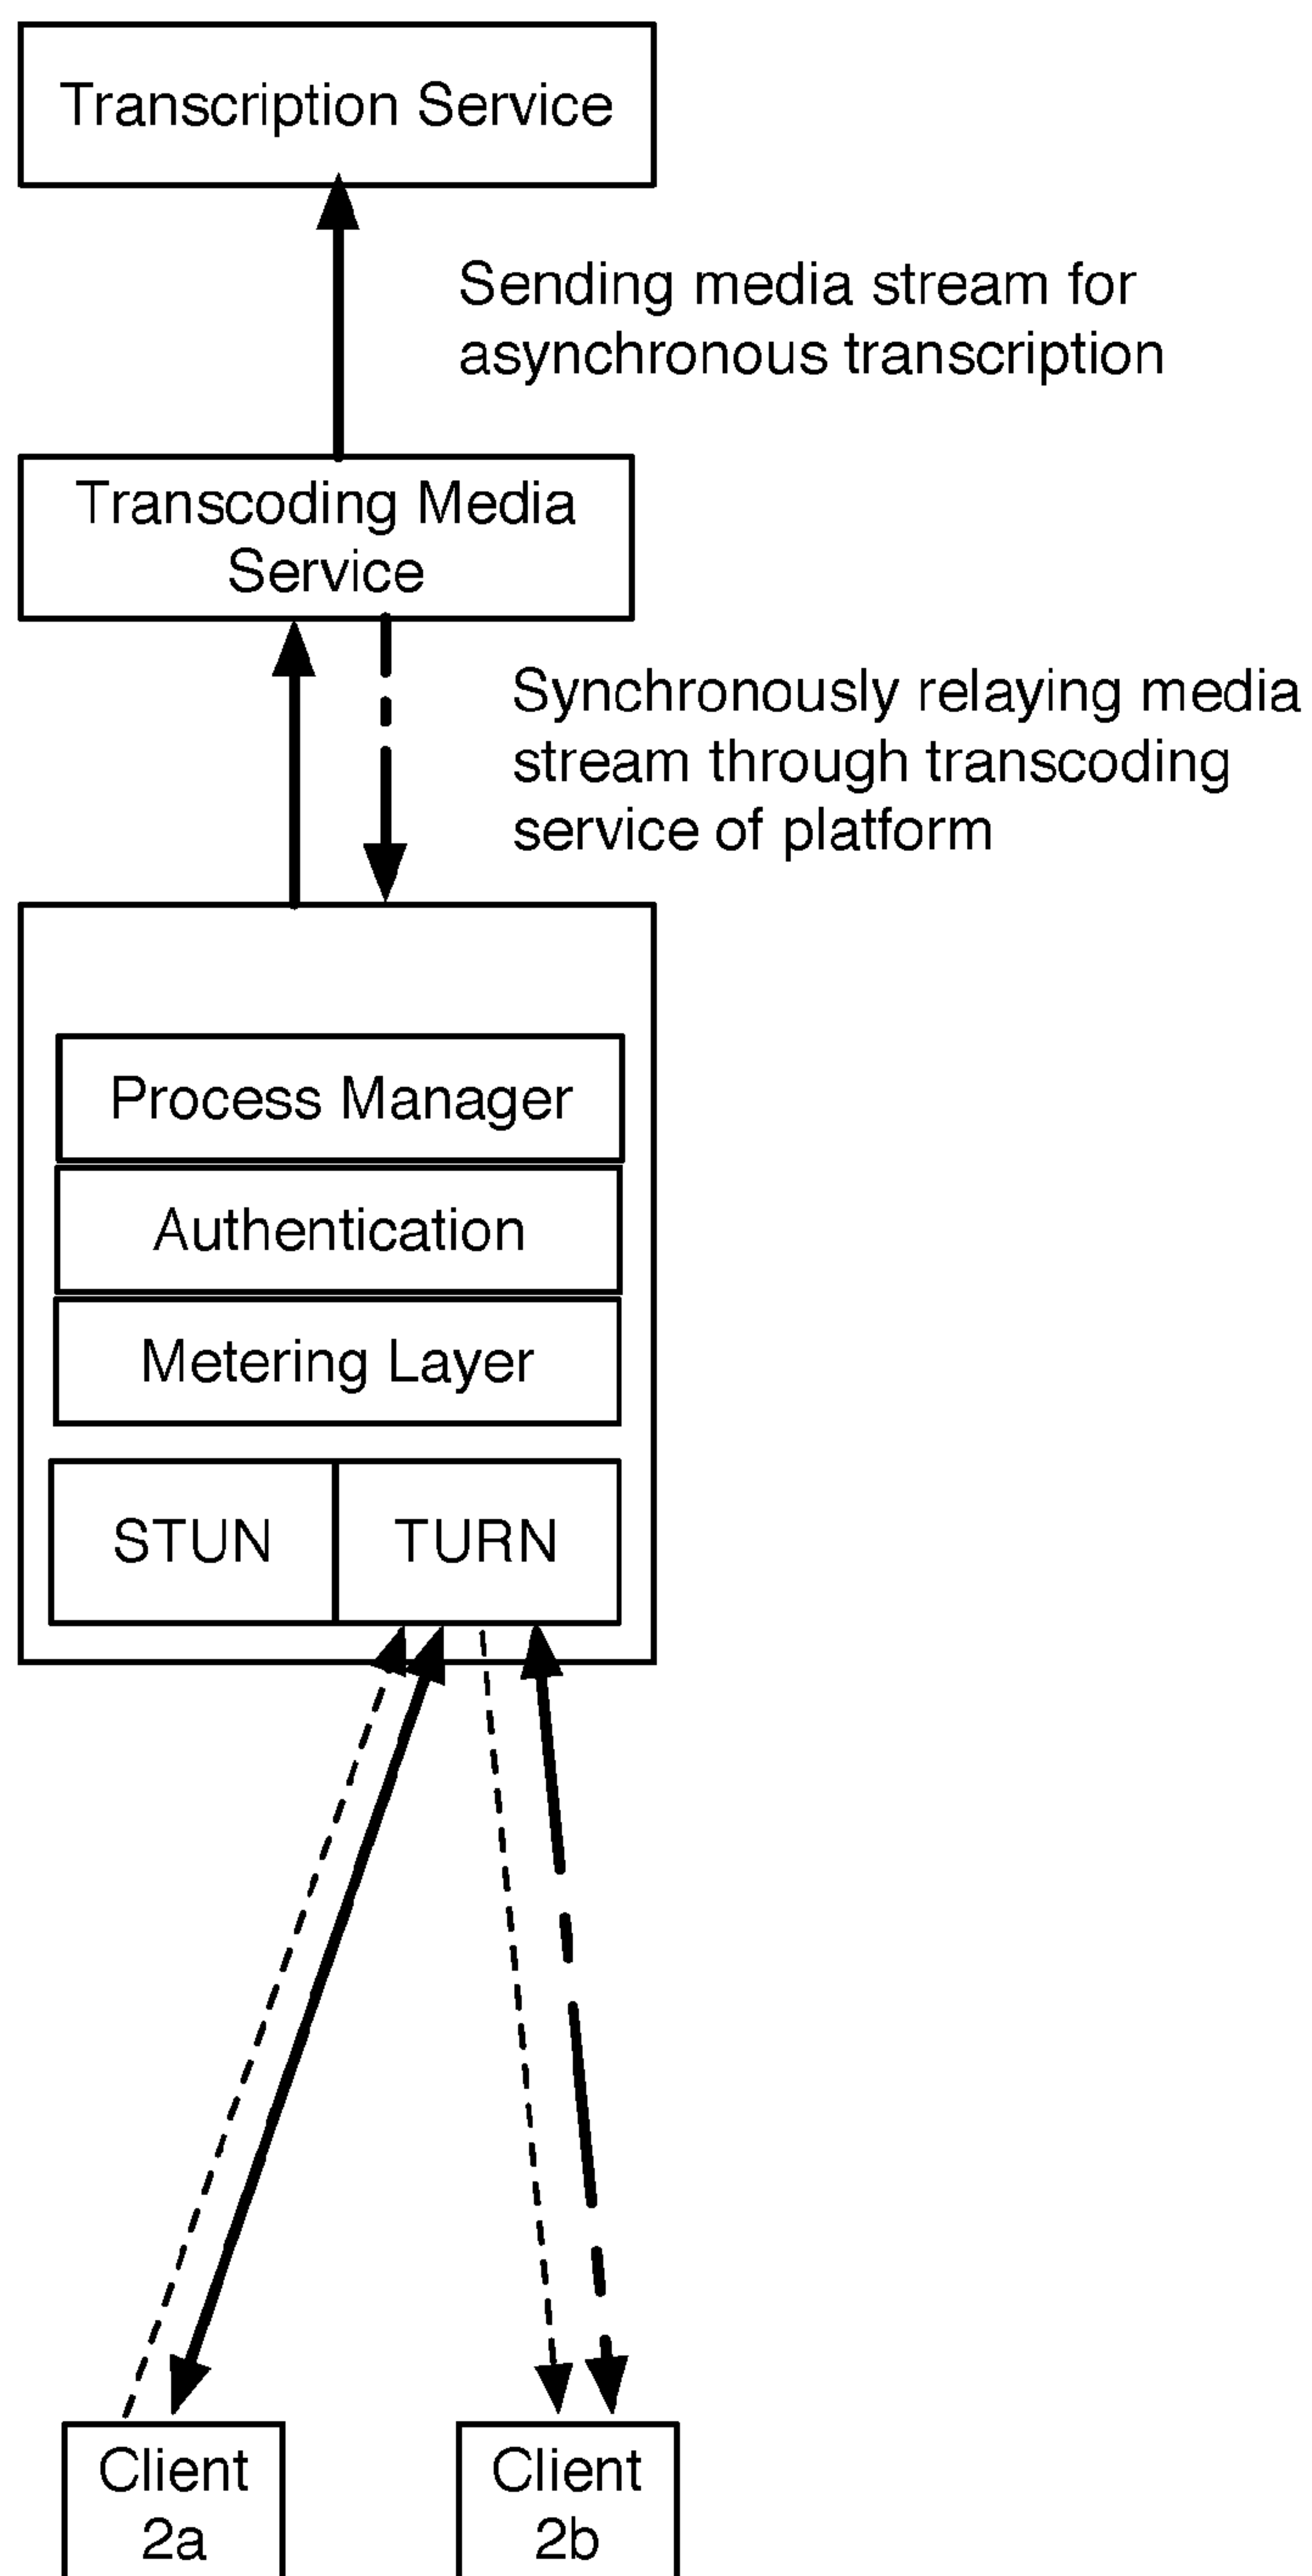 Transcription Service
Sending media stream for
asynchronous transcription
Transcoding Media
Service
Synchronously relaying media
stream through transcoding
service of platform
Process Manager
Authentication
Metering Layer
STUN
TURN
Client
2a
Client
2b